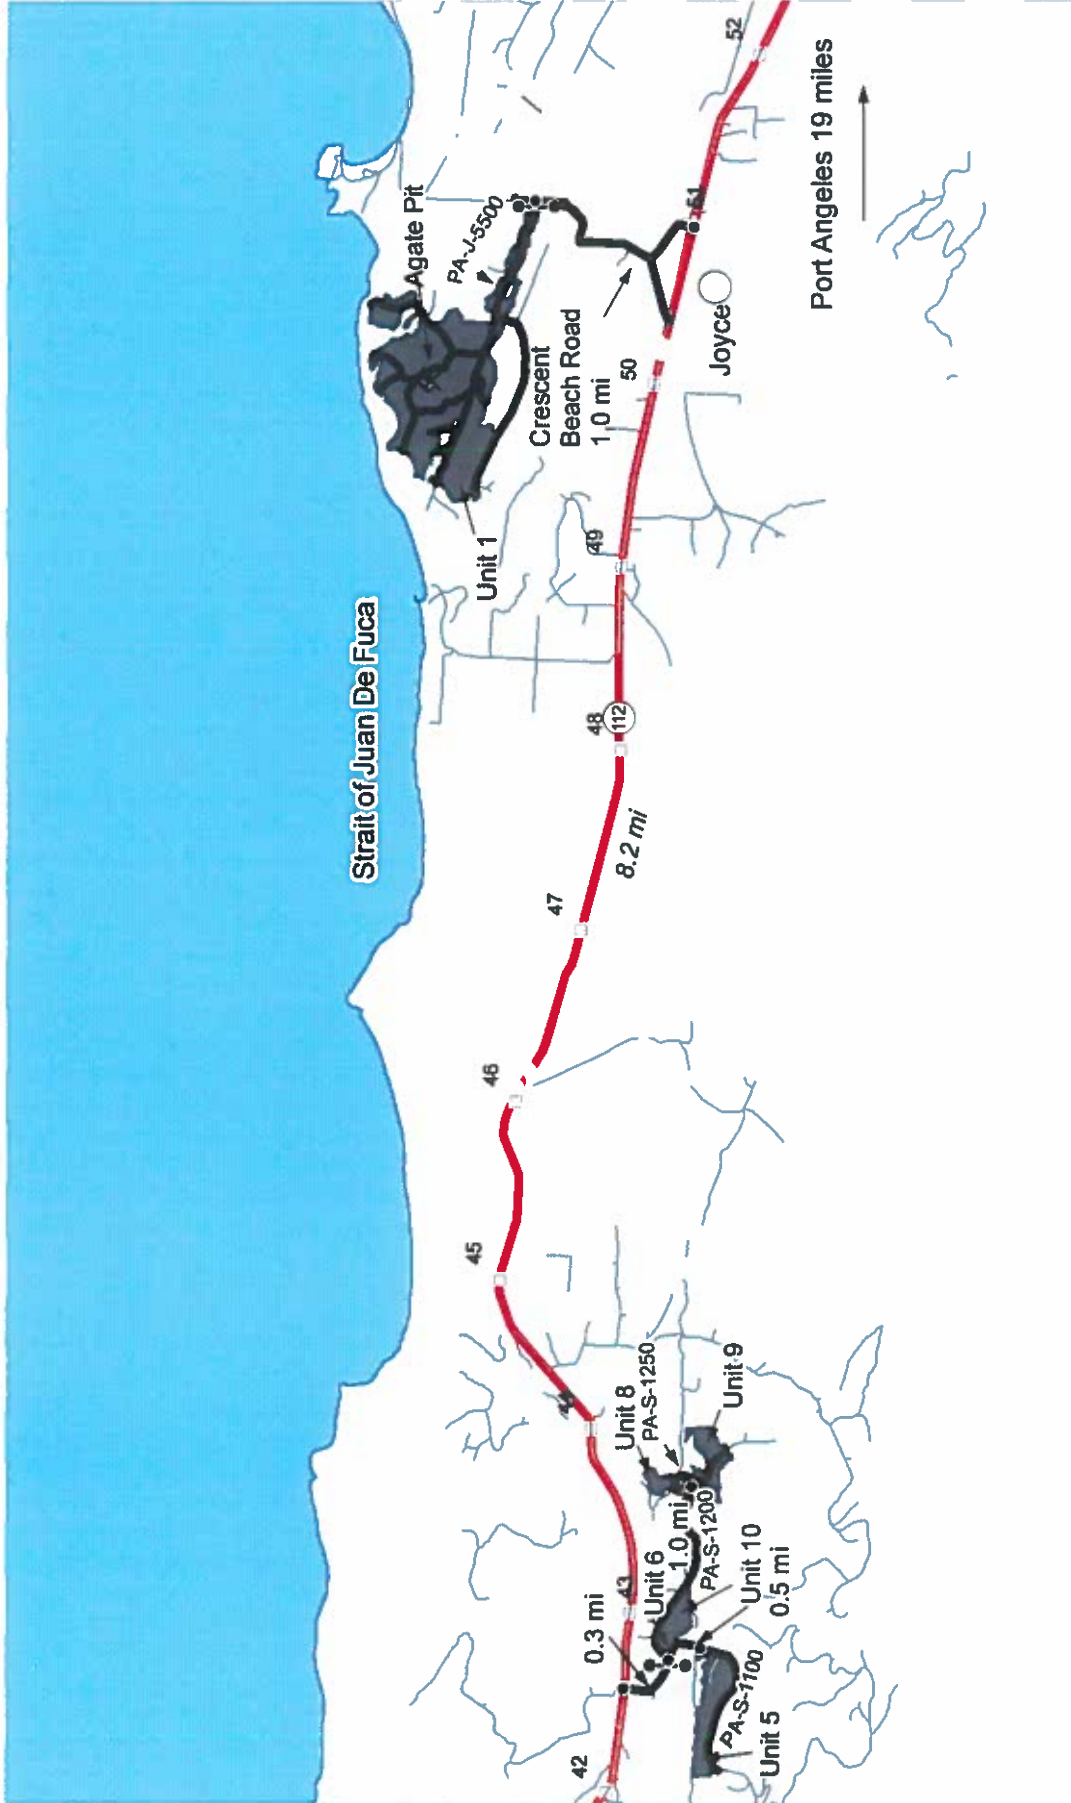 Strait of Juan De Fuca
Agate Pit
PA-J-5500
Unit 1
Crescent
Beach Road
1.0 mi
Joyce
Port Angeles 19 miles
52
51
50
49
48
112
8.2 mi
47
46
45
44
43
42
Unit 8
PA-S-1250
Unit 9
1.0 mi
PA-S-1200
Unit 6
Unit 10
0.5 mi
0.3 mi
PA-S-1100
Unit 5